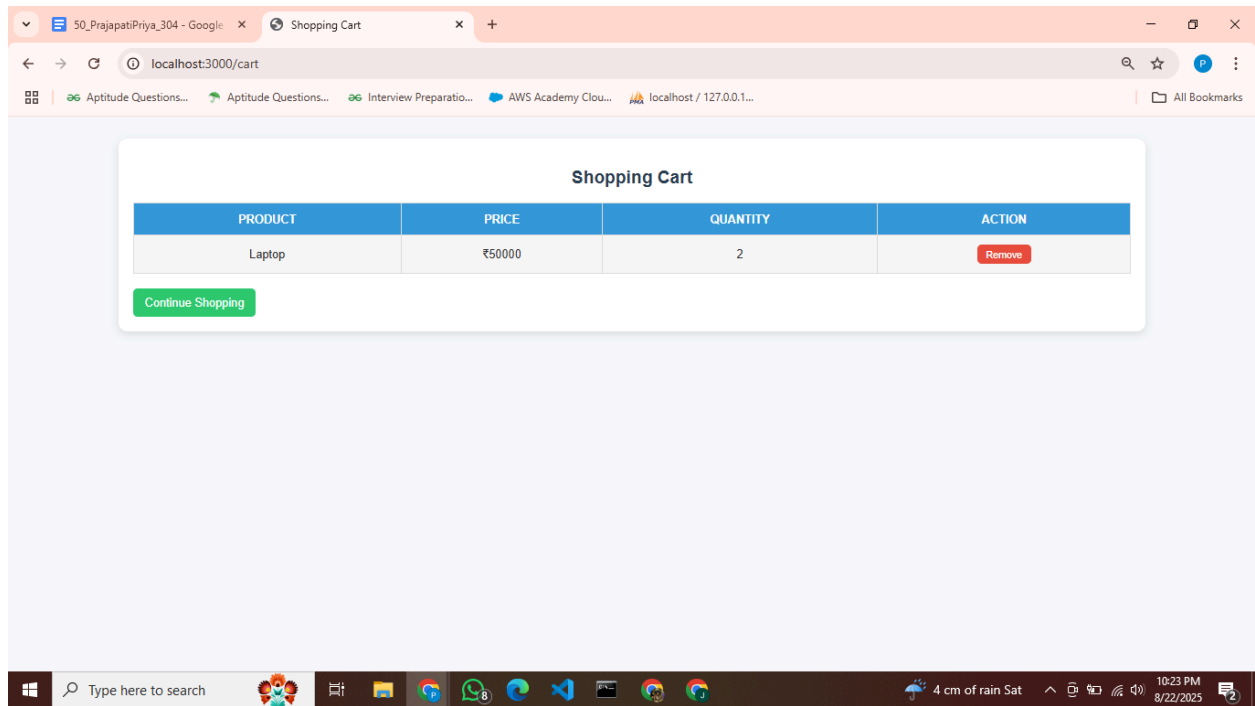 50_PrajapatiPriya_304 - Google
Shopping Cart
localhost:3000/cart
P
Aptitude Questions...
Aptitude Questions...
Interview Preparatio...
AWS Academy Clou...
localhost / 127.0.0.1...
All Bookmarks
Shopping Cart
PRODUCT PRICE QUANTITY ACTION
Laptop ₹50000 2 Remove
Continue Shopping
Type here to search
8
4 cm of rain Sat
10:23 PM
8/22/2025
2